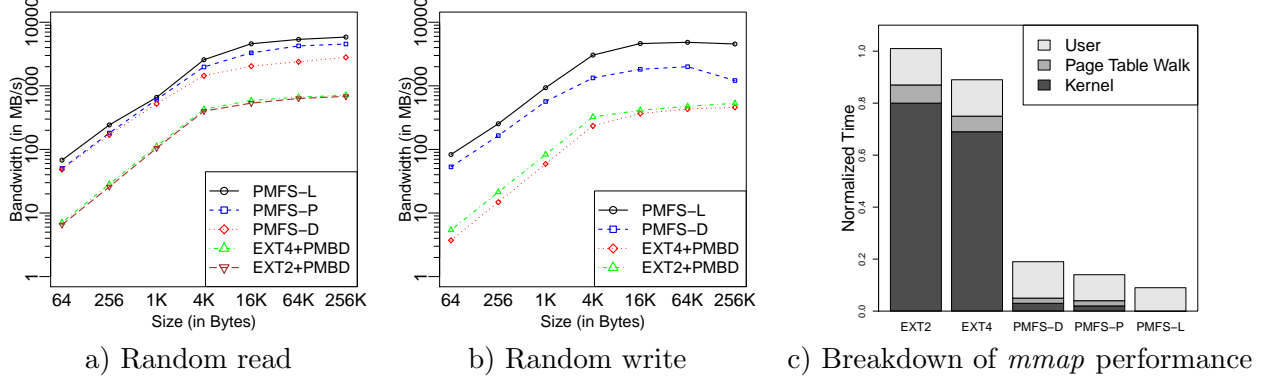 Bandwidth (in MB/s)
10000
1000
100
10
1
PMFS−L
PMFS−P
PMFS−D
EXT4+PMBD
EXT2+PMBD
64 256 1K 4K 16K 64K 256K
Size (in Bytes)
a) Random read
Bandwidth (in MB/s)
10000
1000
100
10
1
PMFS−L
PMFS−D
EXT4+PMBD
EXT2+PMBD
64 256 1K 4K 16K 64K 256K
Size (in Bytes)
b) Random write
Normalized Time
1.0
0.8
0.6
0.4
0.2
0.0
User
Page Table Walk
Kernel
EXT2 EXT4 PMFS−D PMFS−P PMFS−L
c) Breakdown of mmap performance